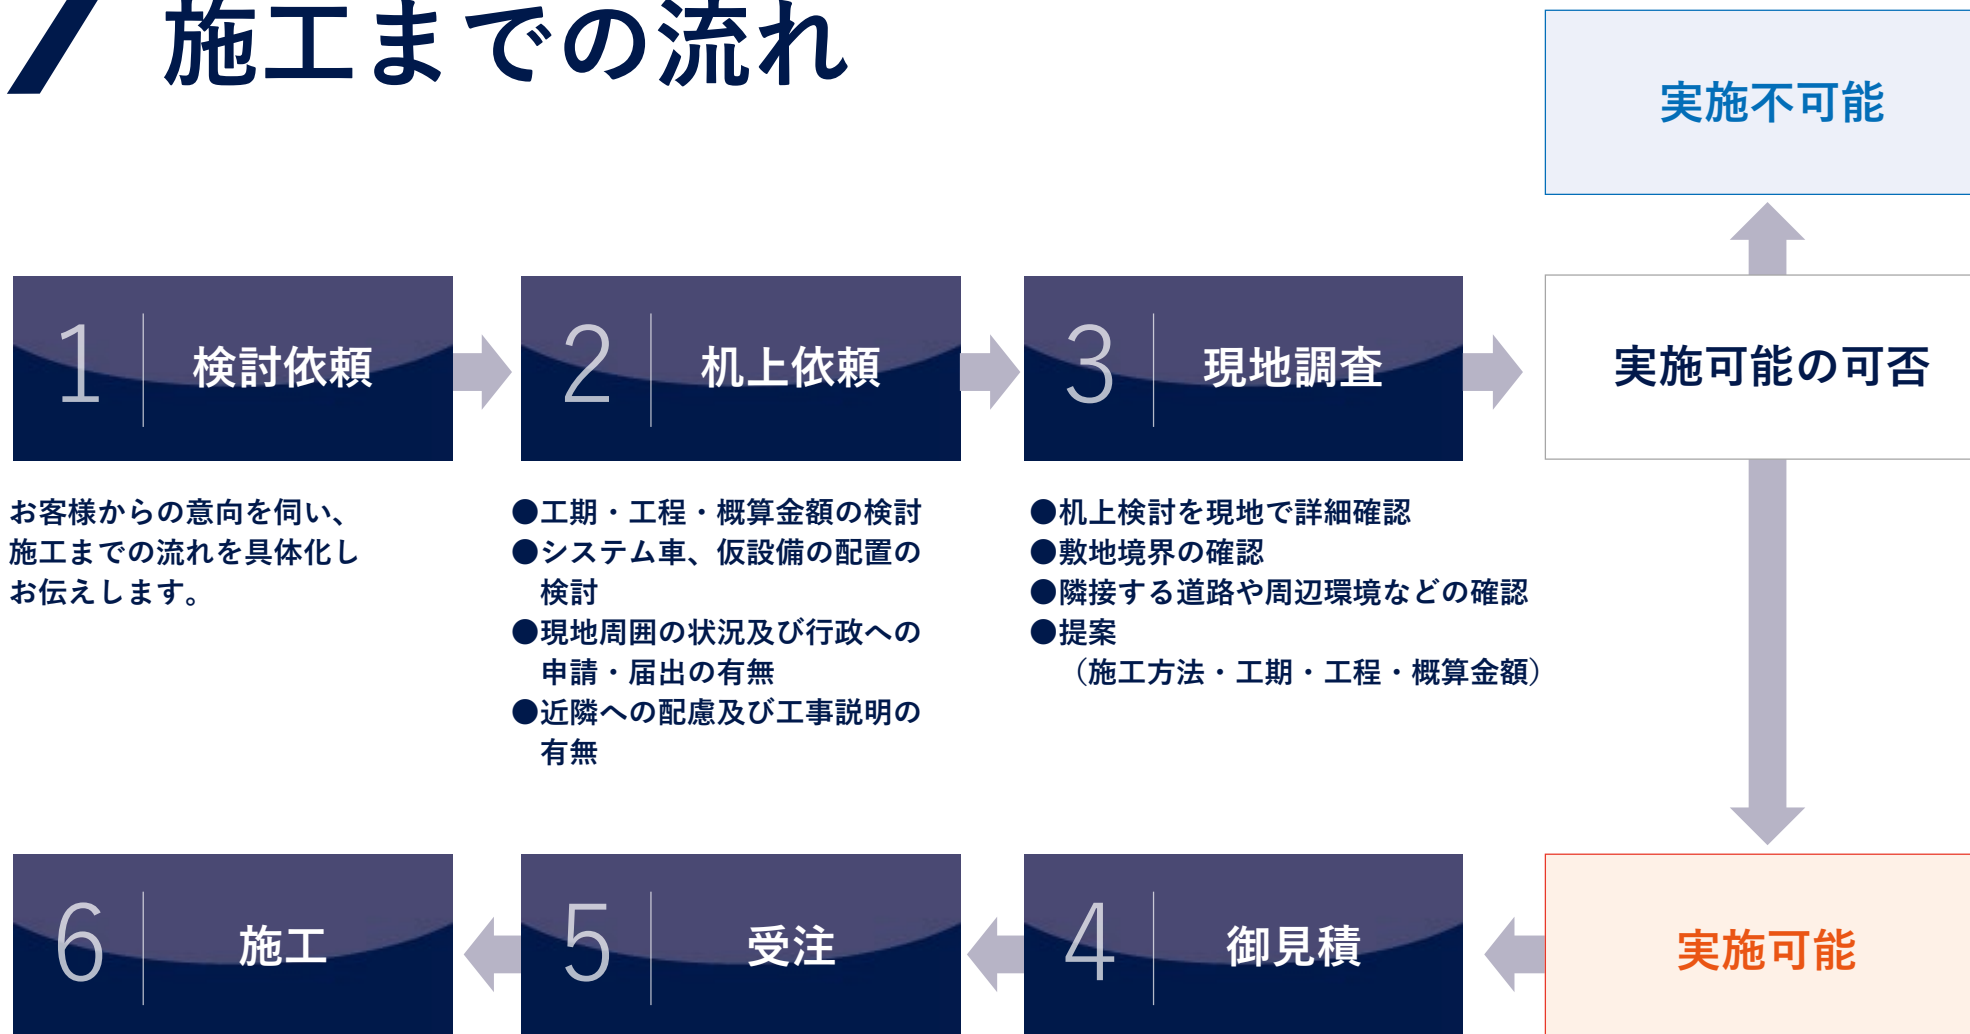 施工までの流れ
実施不可能
1 検討依頼
2 机上依頼
3 現地調査
実施可能の可否
お客様からの意向を伺い、
施工までの流れを具体化し
お伝えします。
●工期・工程・概算金額の検討
●システム車、仮設備の配置の
検討
●現地周囲の状況及び行政への
申請・届出の有無
●近隣への配慮及び工事説明の
有無
●机上検討を現地で詳細確認
●敷地境界の確認
●隣接する道路や周辺環境などの確認
●提案
（施工方法・工期・工程・概算金額）
6 施工
5 受注
4 御見積
実施可能